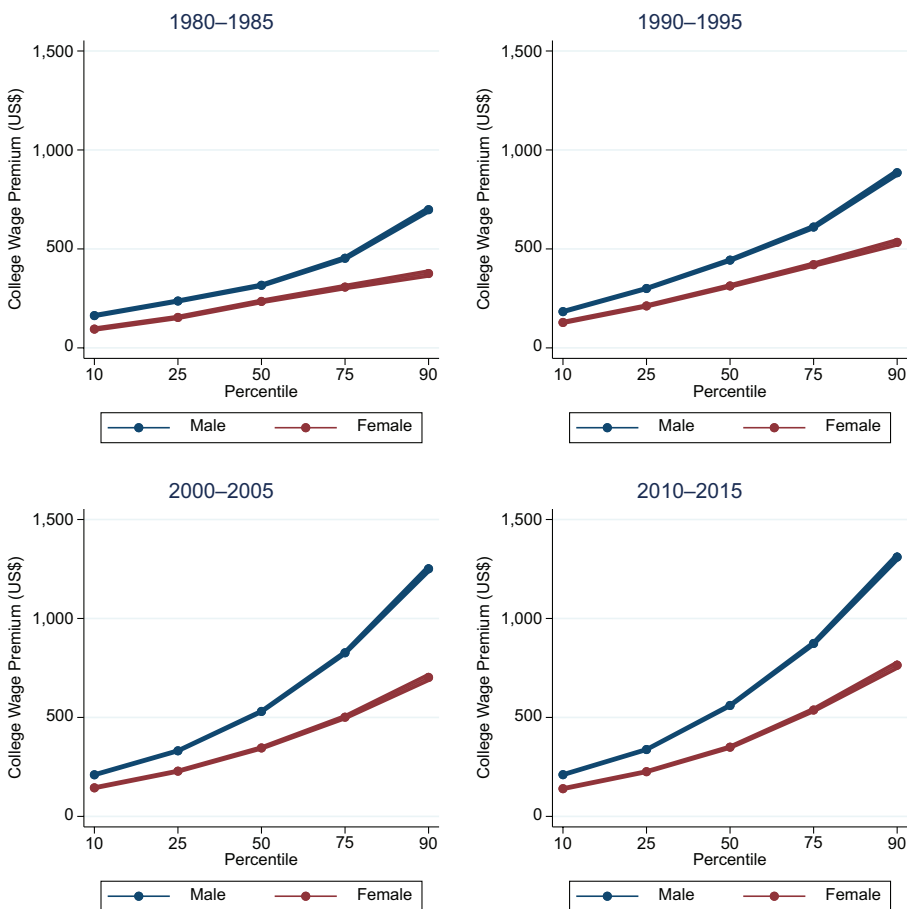 1980–1985
College Wage Premium (US$)
1,500
1,000
500
0
10 25 50 75 90
Percentile
Male Female
1990–1995
College Wage Premium (US$)
1,500
1,000
500
0
10 25 50 75 90
Percentile
Male Female
2000–2005
College Wage Premium (US$)
1,500
1,000
500
0
10 25 50 75 90
Percentile
Male Female
2010–2015
College Wage Premium (US$)
1,500
1,000
500
0
10 25 50 75 90
Percentile
Male Female